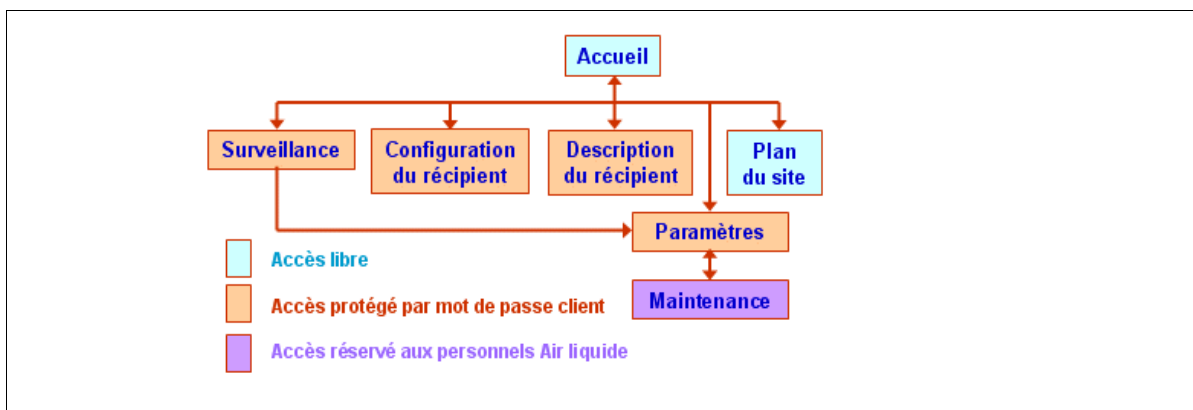 Accueil
Surveillance
Configuration
du récipient
Description
du récipient
Plan
du site
Paramètres
Maintenance
Accès libre
Accès protégé par mot de passe client
Accès réservé aux personnels Air liquide